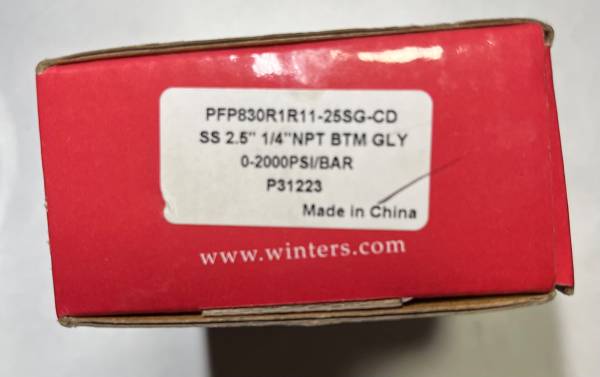 PFP830R1R11-25SG-CD
SS 2.5" 1/4"NPT BTM GLY
0-2000PSI/BAR
P31223
Made in China
www.winters.com